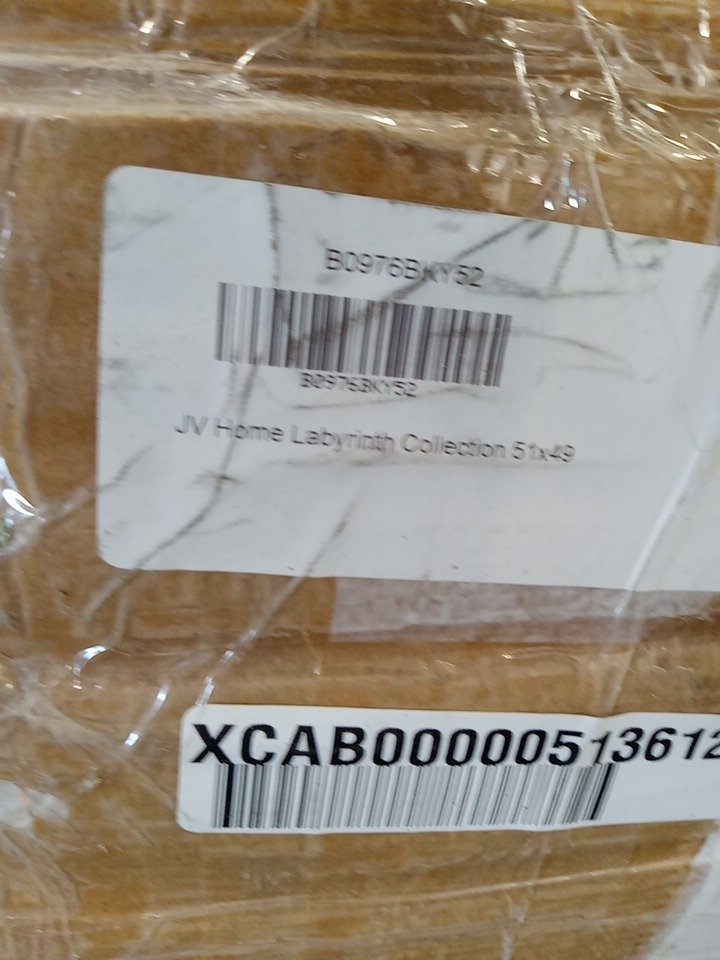 B0976BKY52
B0976BKY52
JV Home Labyrinth Collection 51x49
XCAB00000513612